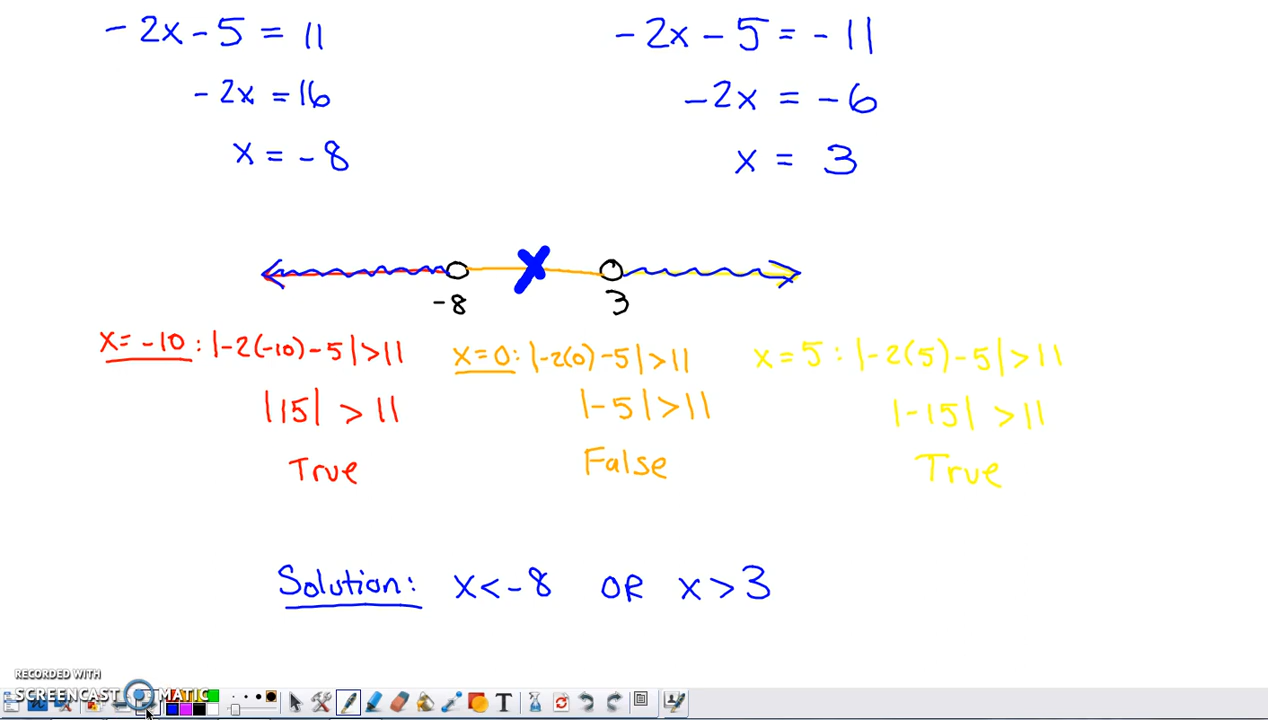 -2x-5 = 11
-2x = 16
x = -8
-2x - 5 = -11
-2x = -6
x = 3
-8
3
x = -10 : |-2(-10)-5| > 11
|15| > 11
True
x=0 : |-2(0)-5| > 11
|-5| > 11
False
x = 5 : |-2(5)-5| > 11
|-15| > 11
True
Solution: x < -8 OR x > 3
RECORDED WITH
SCREENCAST MATIC
T